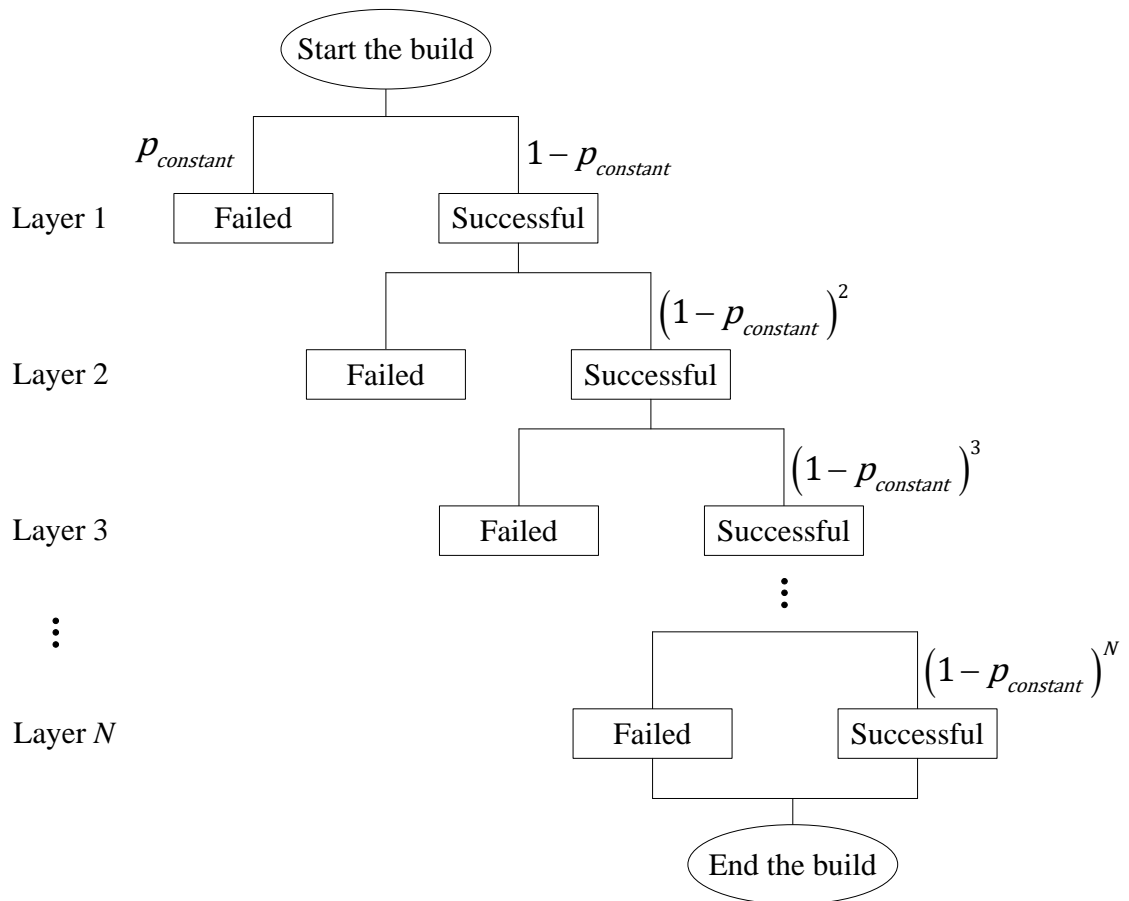 Start the build
p_constant 1 − p_constant
Layer 1 Failed Successful
(1 − p_constant)^2
Layer 2 Failed Successful
(1 − p_constant)^3
Layer 3 Failed Successful
(1 − p_constant)^N
Layer N Failed Successful
End the build